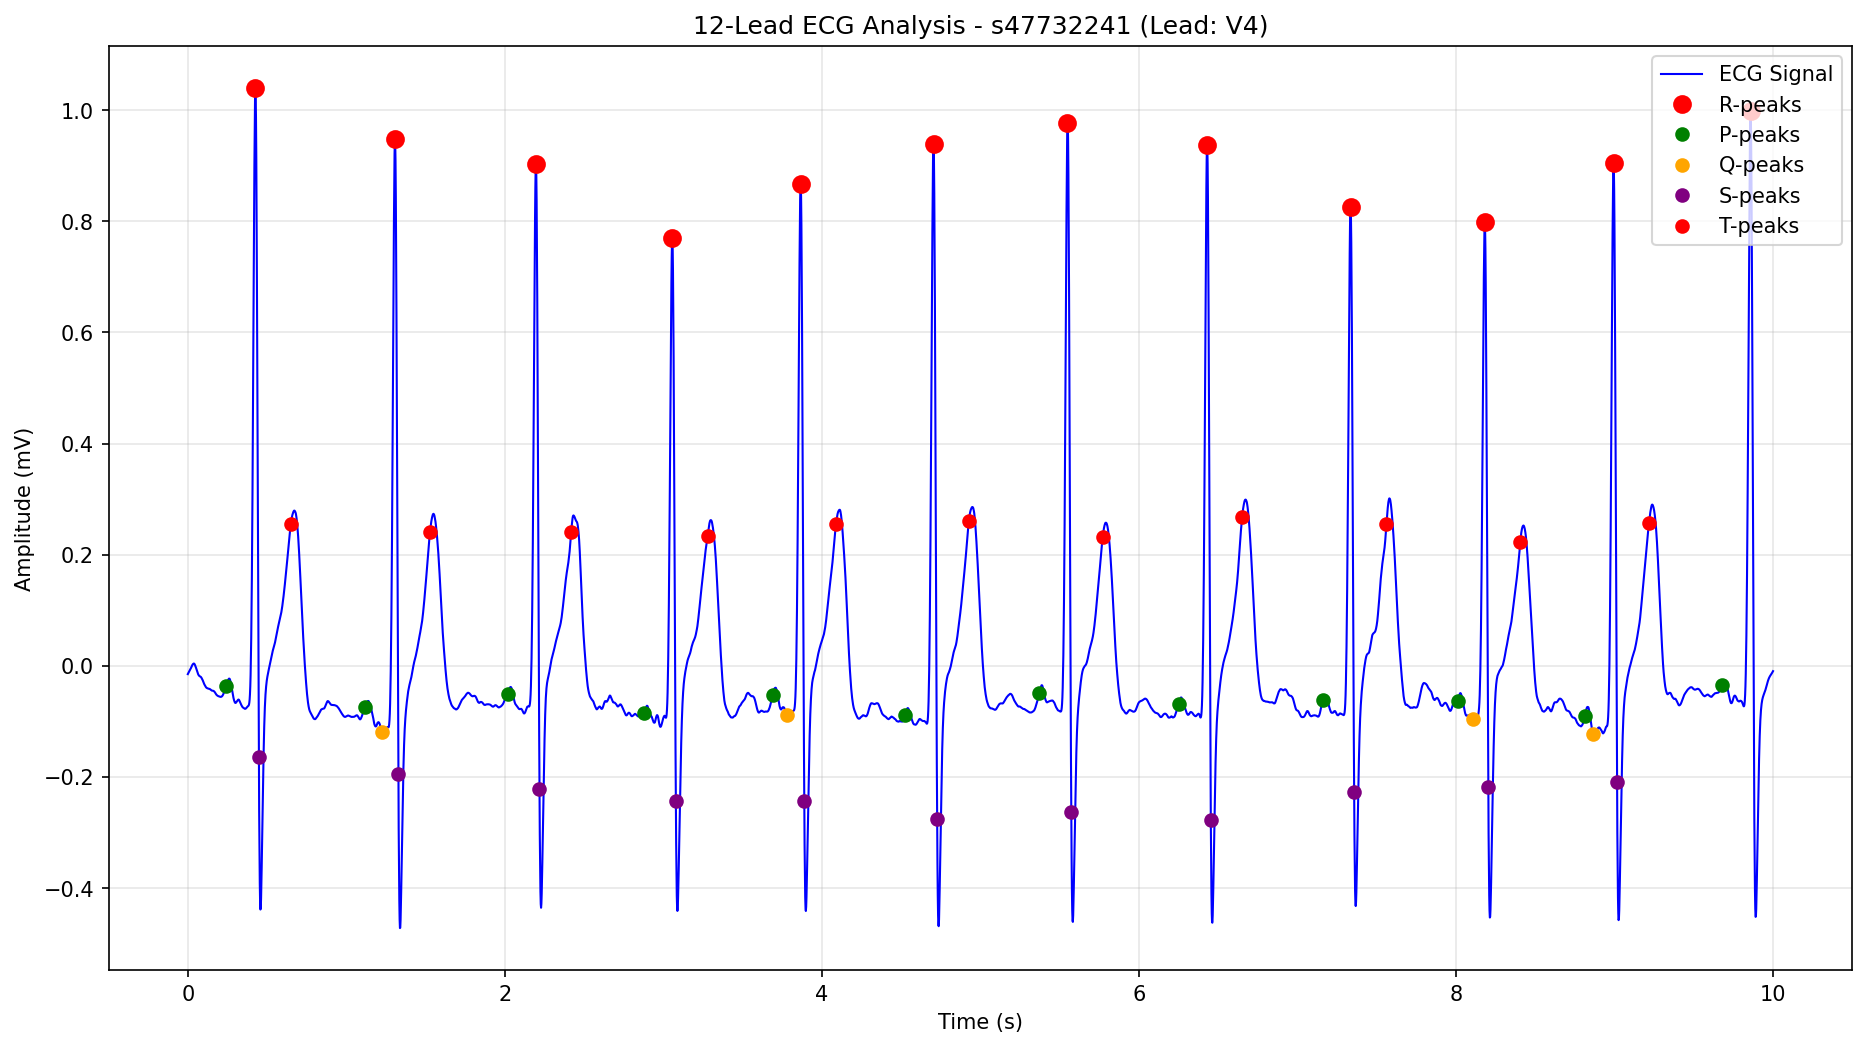 12-Lead ECG Analysis - s47732241 (Lead: V4)
ECG Signal
R-peaks
P-peaks
Q-peaks
S-peaks
T-peaks
Amplitude (mV)
1.0
0.8
0.6
0.4
0.2
0.0
−0.2
−0.4
0 2 4 6 8 10
Time (s)